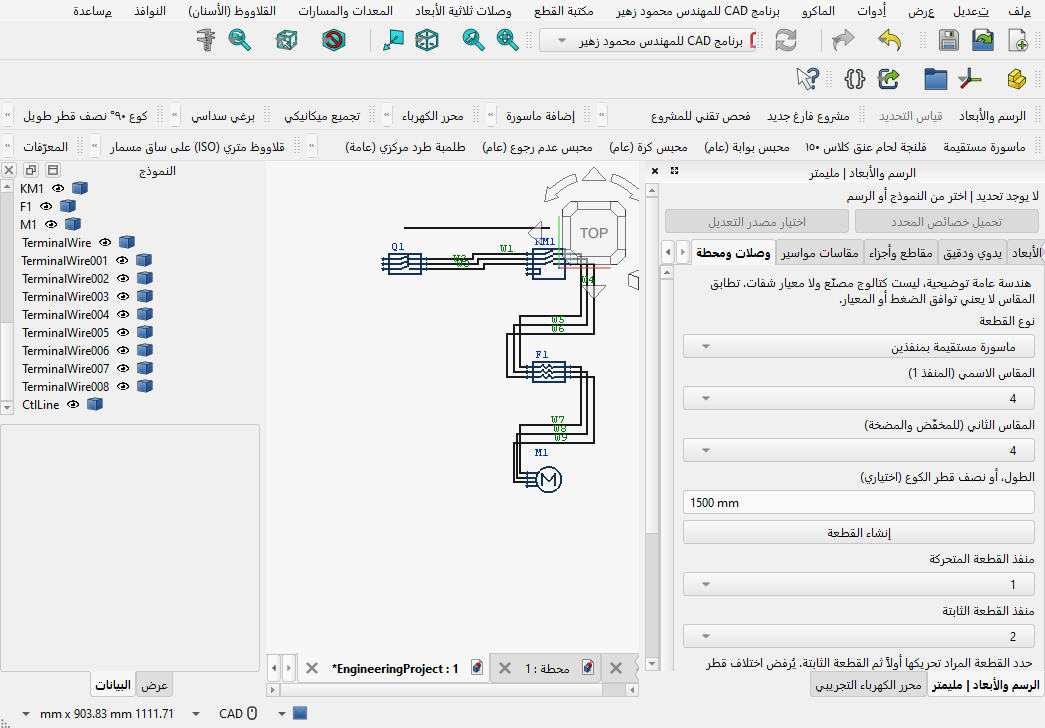 ملف تعديل عرض أدوات الماكرو برنامج CAD للمهندس محمود زهير مكتبة القطع وصلات ثلاثية الأبعاد المعدات والمسارات القلاووظ (الأسنان) النوافذ مساعدة
برنامج CAD للمهندس محمود زهير
الرسم والأبعاد قياس التحديد مشروع فارغ جديد فحص تقني للمشروع إضافة ماسورة محرر الكهرباء تجميع ميكانيكي برغي سداسي كوع ٩٠° نصف قطر طويل
ماسورة مستقيمة فلنجة لحام عنق كلاس ١٥٠ محبس بوابة (عام) محبس كرة (عام) محبس عدم رجوع (عام) طلمبة طرد مركزي (عامة) قلاووظ متري (ISO) على ساق مسمار المعرّفات
الرسم والأبعاد | مليمتر
لا يوجد تحديد | اختر من النموذج أو الرسم
تحميل خصائص المحدد
اختيار مصدر التعديل
الأبعاد يدوي ودقيق مقاطع وأجزاء مقاسات مواسير وصلات ومحطة
هندسة عامة توضيحية، ليست كتالوج مصنّع ولا معيار شفات. تطابق
المقاس لا يعني توافق الضغط أو المعيار.
نوع القطعة
ماسورة مستقيمة بمنفذين
المقاس الاسمي (المنفذ 1)
4
المقاس الثاني (للمخفّض والمضخة)
4
الطول، أو نصف قطر الكوع (اختياري)
1500 mm
إنشاء القطعة
منفذ القطعة المتحركة
1
منفذ القطعة الثابتة
2
حدد القطعة المراد تحريكها أولاً ثم القطعة الثابتة. يُرفض اختلاف قطر
الرسم والأبعاد | مليمتر
محرر الكهرباء التجريبي
TOP
Q1
W1
KM1
W2
W3
W4
W5
W6
F1
W7
W8
W9
M1
M
محطة : 1
EngineeringProject : 1*
النموذج
KM1
F1
M1
TerminalWire
TerminalWire001
TerminalWire002
TerminalWire003
TerminalWire004
TerminalWire005
TerminalWire006
TerminalWire007
TerminalWire008
CtlLine
عرض
البيانات
CAD
1111.71 mm x 903.83 mm